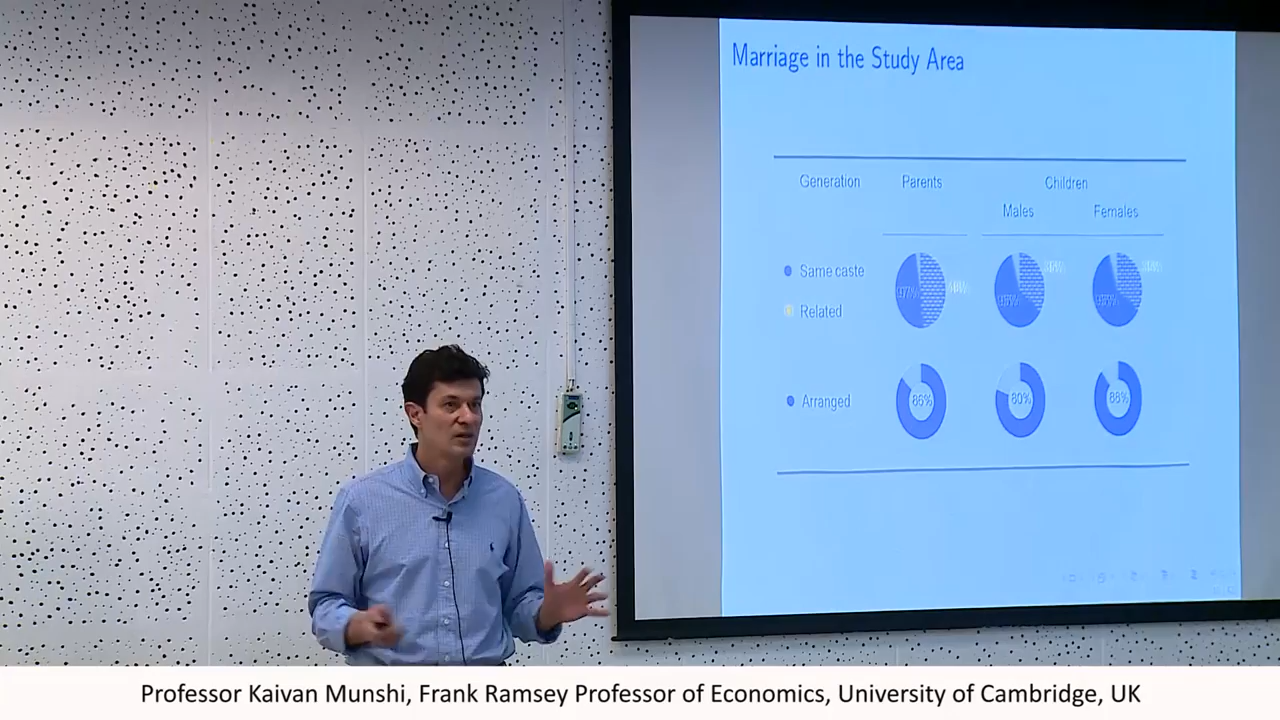 Marriage in the Study Area
Generation Parents Children
Males Females
Same caste 97%
Related
Arranged 86% 80% 88%
Professor Kaivan Munshi, Frank Ramsey Professor of Economics, University of Cambridge, UK